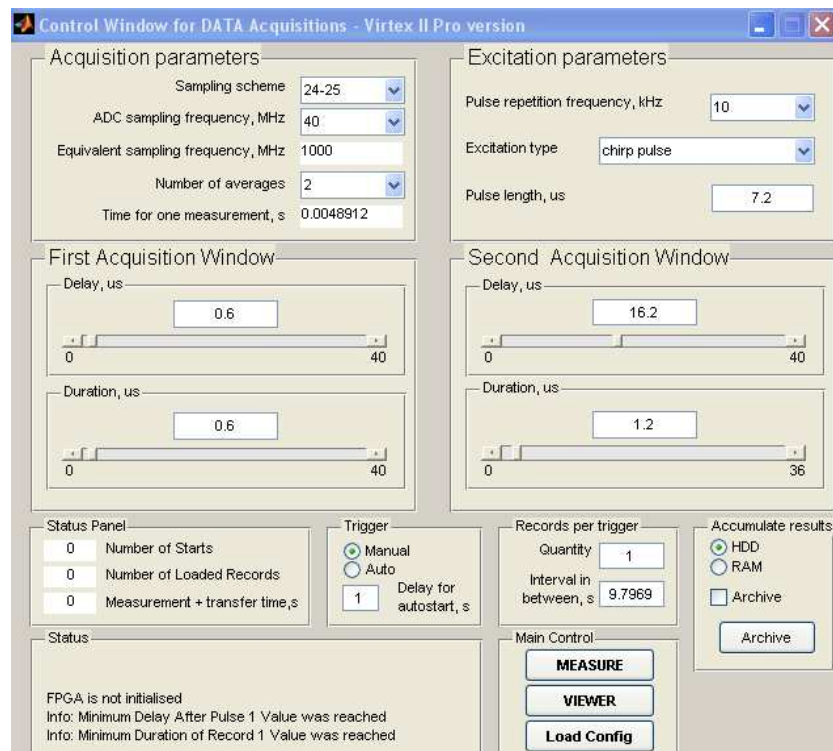 Control Window for DATA Acquisitions - Virtex II Pro version
Acquisition parameters
Sampling scheme 24-25
ADC sampling frequency, MHz 40
Equivalent sampling frequency, MHz 1000
Number of averages 2
Time for one measurement, s 0.0048912
Excitation parameters
Pulse repetition frequency, kHz 10
Excitation type chirp pulse
Pulse length, us 7.2
First Acquisition Window
Delay, us
0.6
0 40
Duration, us
0.6
0 40
Second Acquisition Window
Delay, us
16.2
0 40
Duration, us
1.2
0 36
Status Panel
0 Number of Starts
0 Number of Loaded Records
0 Measurement + transfer time,s
Trigger
Manual
Auto
1 Delay for
autostart, s
Records per trigger
Quantity 1
Interval in
between, s 9.7969
Accumulate results
HDD
RAM
Archive
Archive
Status
FPGA is not initialised
Info: Minimum Delay After Pulse 1 Value was reached
Info: Minimum Duration of Record 1 Value was reached
Main Control
MEASURE
VIEWER
Load Config